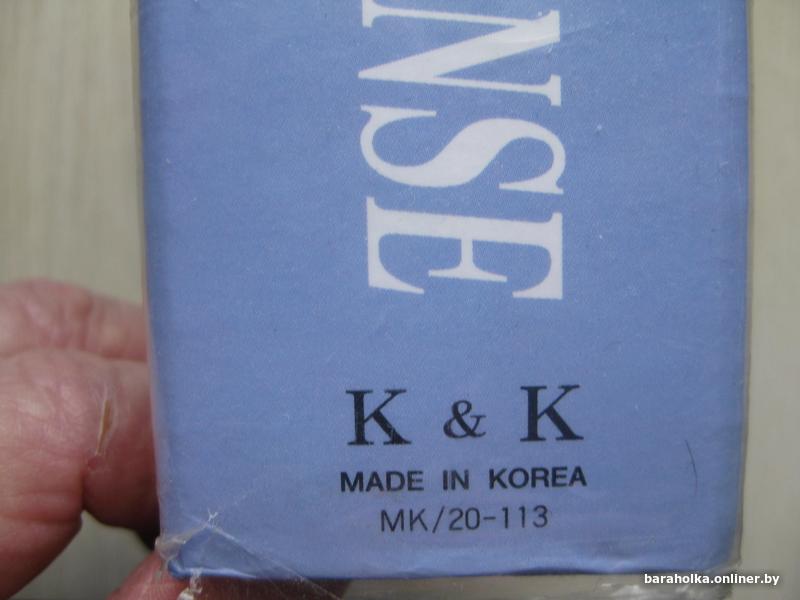 NSE
K & K
MADE IN KOREA
MK/20-113
baraholka.onliner.by